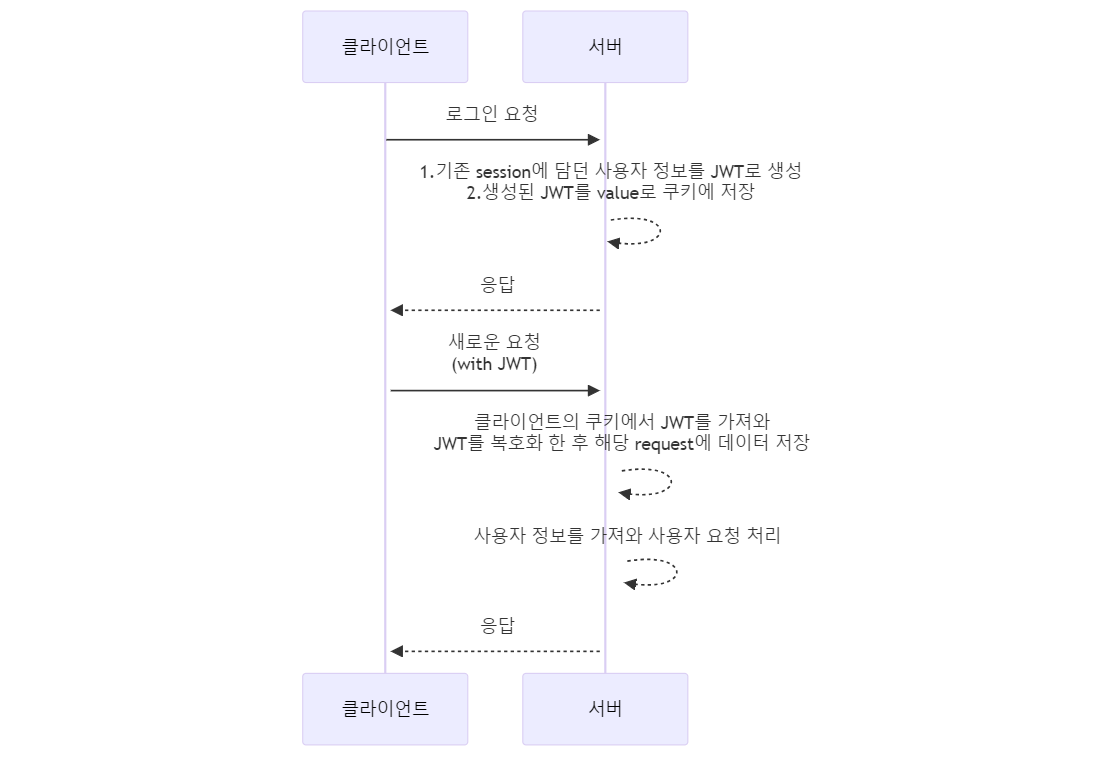 클라이언트
서버
로그인 요청
1.기존 session에 담던 사용자 정보를 JWT로 생성
2.생성된 JWT를 value로 쿠키에 저장
응답
새로운 요청
(with JWT)
클라이언트의 쿠키에서 JWT를 가져와
JWT를 복호화 한 후 해당 request에 데이터 저장
사용자 정보를 가져와 사용자 요청 처리
응답
클라이언트
서버